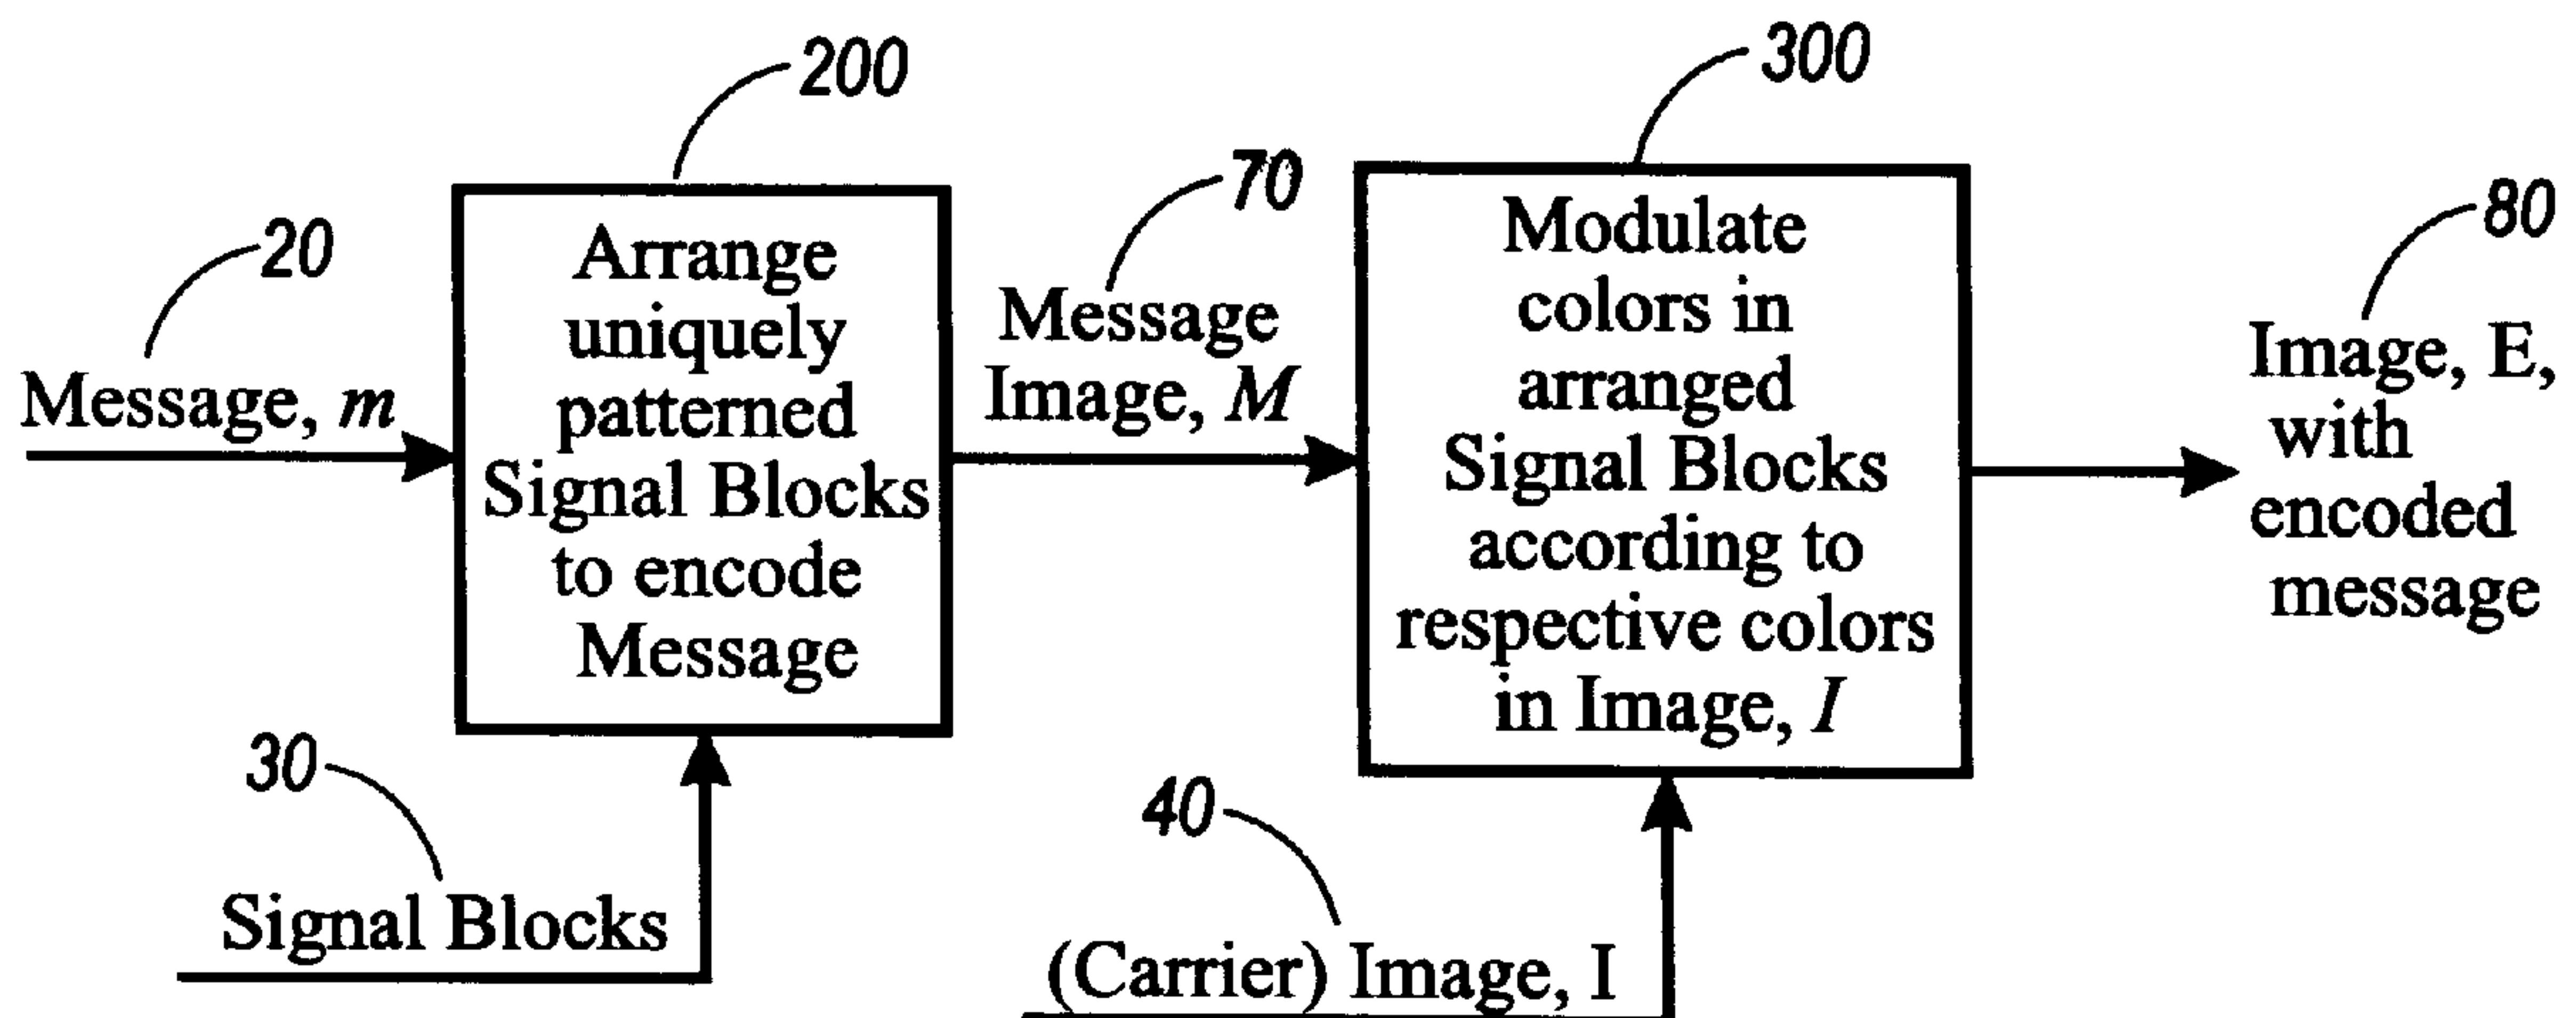 200
300
70
20
80
Arrange
uniquely
patterned
Signal Blocks
to encode
Message
Message, m
Message
Image, M
Modulate
colors in
arranged
Signal Blocks
according to
respective colors
in Image, I
Image, E,
with
encoded
message
30
40
Signal Blocks
(Carrier) Image, I